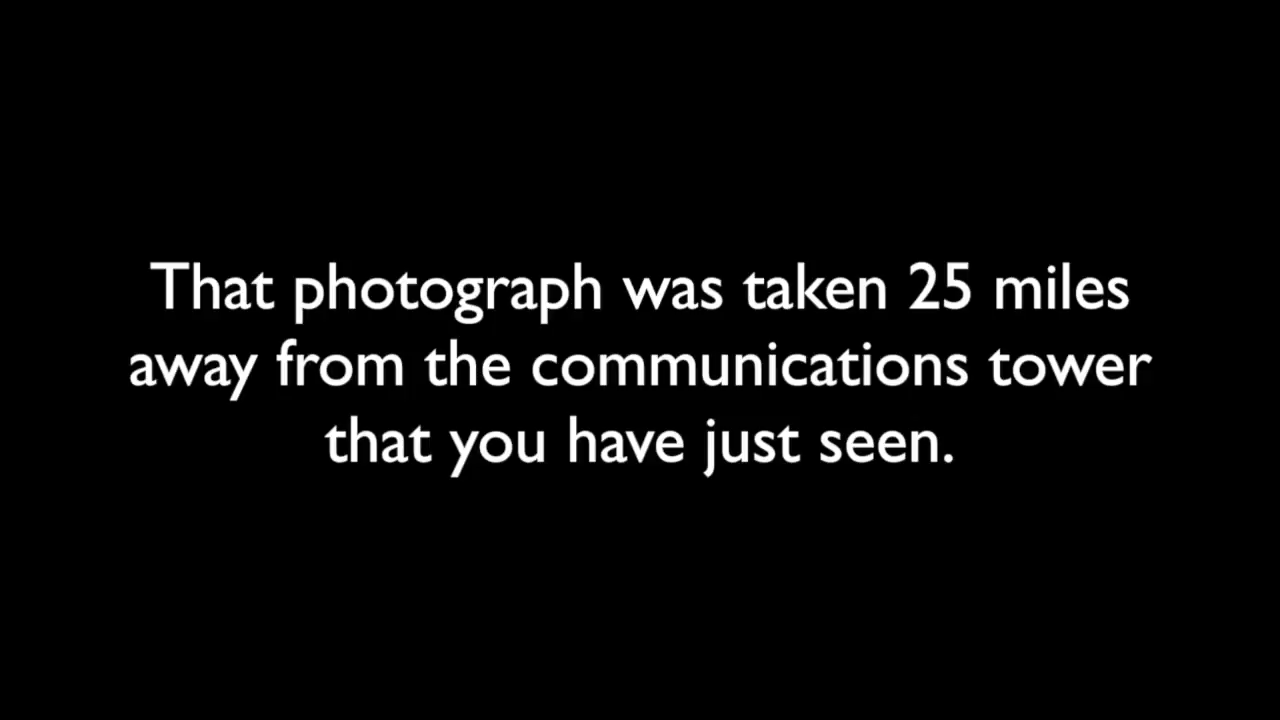 That photograph was taken 25 miles
away from the communications tower
that you have just seen.